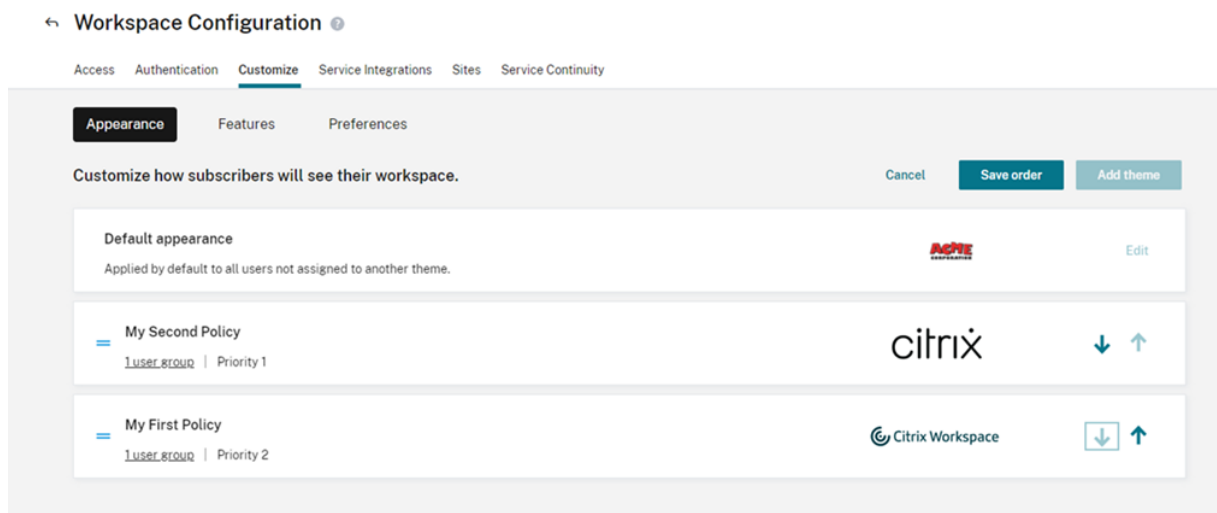 Workspace Configuration ?
Access Authentication Customize Service Integrations Sites Service Continuity
Appearance Features Preferences
Customize how subscribers will see their workspace. Cancel Save order Add theme
Default appearance
ACME
CORPORATION
Edit
Applied by default to all users not assigned to another theme.
My Second Policy
citrix
1 user group | Priority 1
My First Policy
Citrix Workspace
1 user group | Priority 2